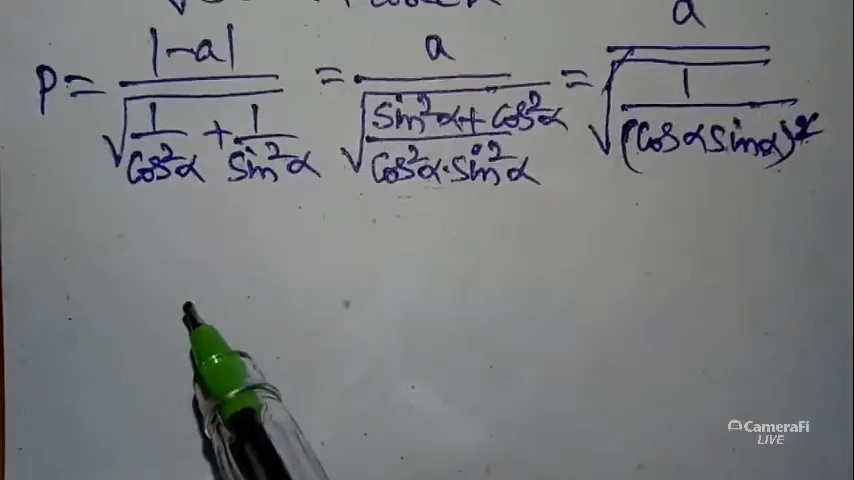 P = |-a| / √(1/cos²α + 1/sin²α) = a / √((sin²α + cos²α)/(cos²α·sin²α)) = a / √(1/(cosα sinα)²)
CameraFi
LIVE